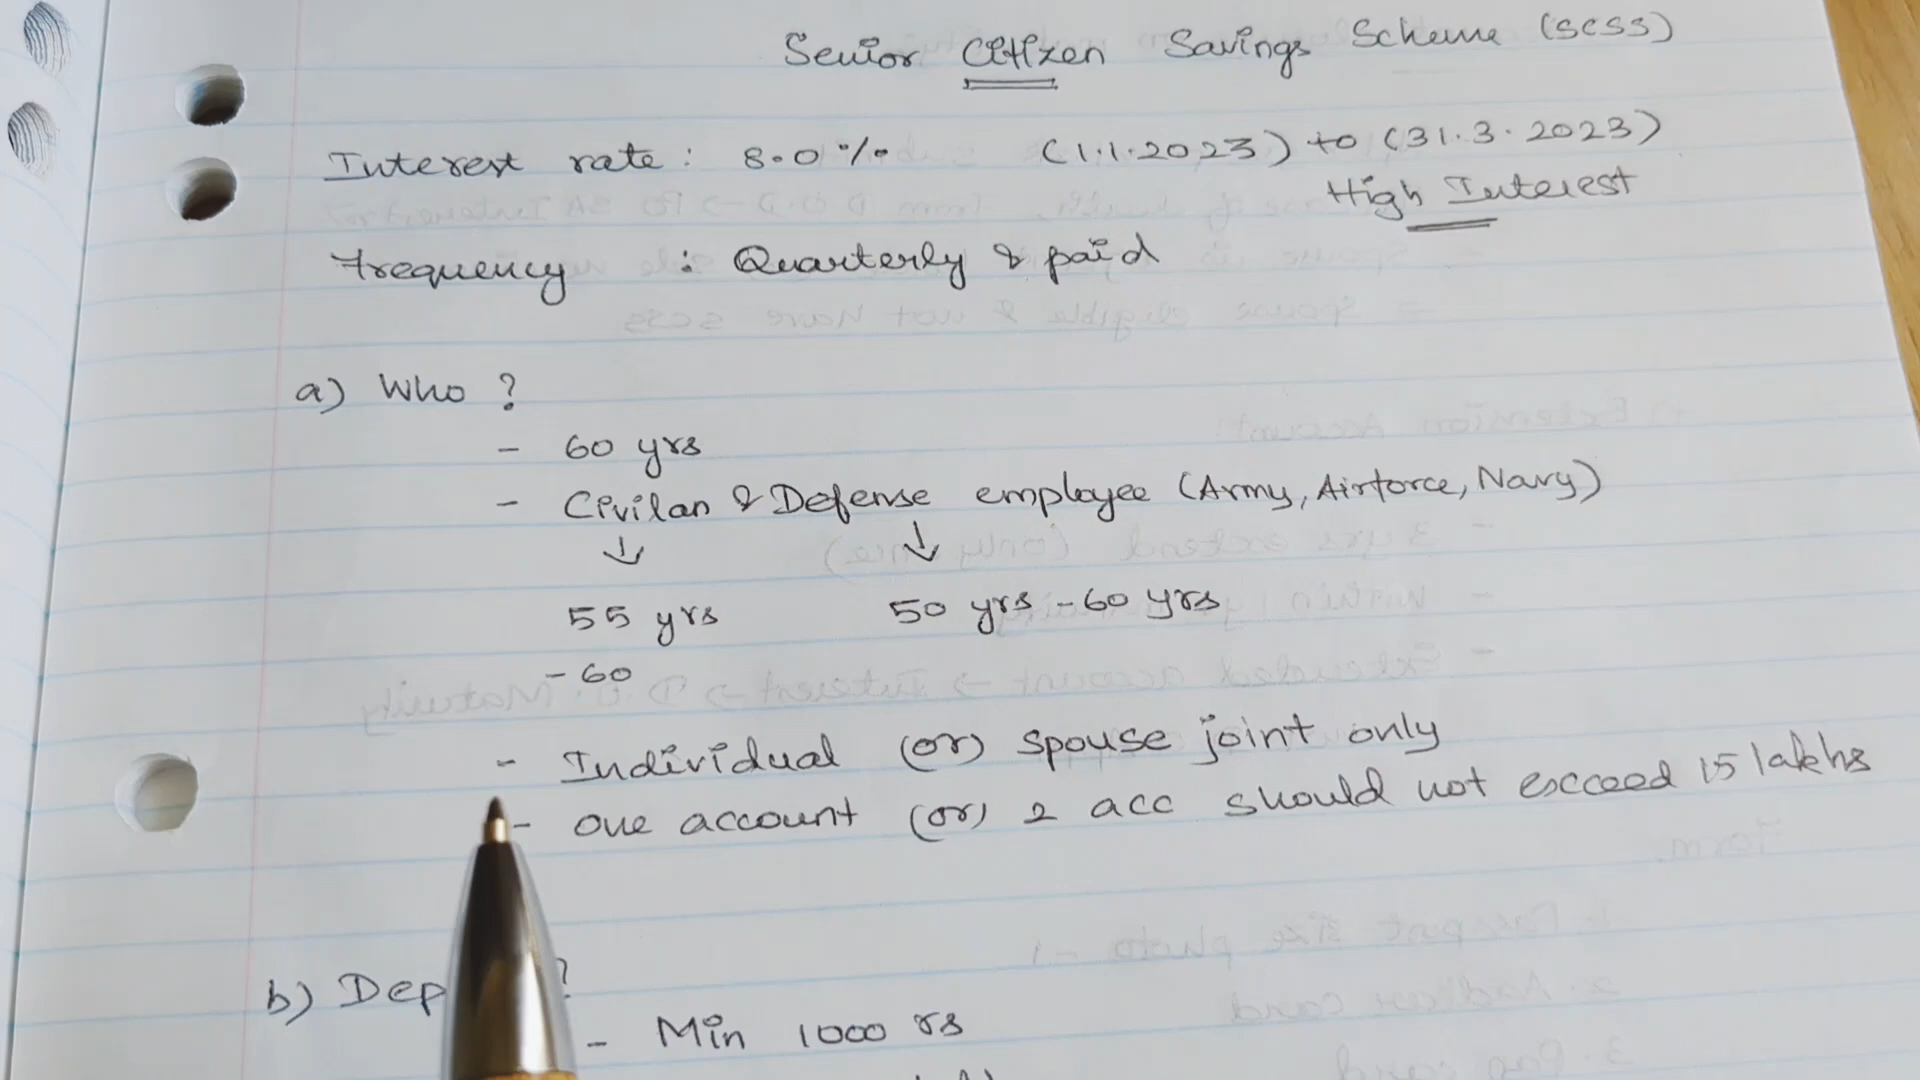 Senior Citizen Savings Scheme (SCSS)
Interest rate : 8.0% (1.1.2023) to (31.3.2023)
High Interest
Frequency : Quarterly & paid
a) Who ?
- 60 yrs
- Civilan & Defense employee (Army, Airforce, Navy)
↓ ↓
55 yrs 50 yrs - 60 yrs
- 60
- Individual (or) spouse joint only
- one account (or) 2 acc should not exceed 15 lakhs
b) Dep ?
- Min 1000 rs